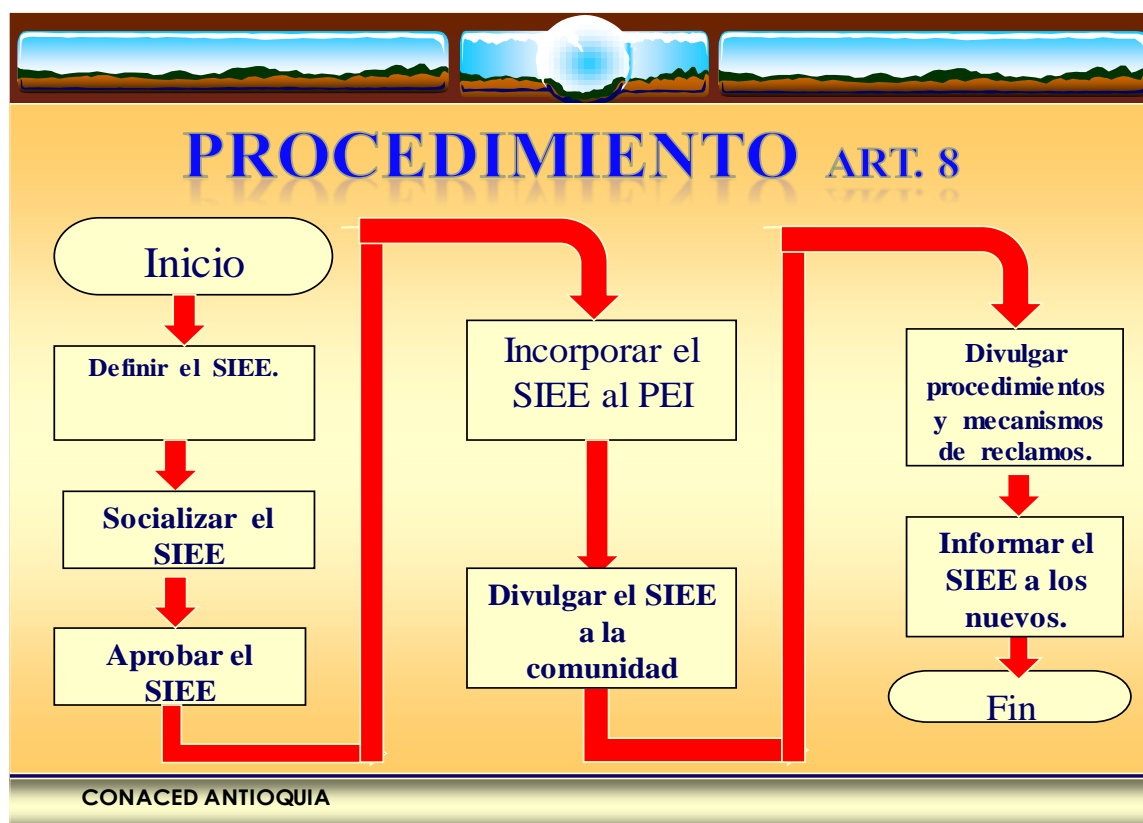 PROCEDIMIENTO ART. 8
Inicio
Definir el SIEE.
Socializar el
SIEE
Aprobar el
SIEE
Incorporar el
SIEE al PEI
Divulgar el SIEE
a la
comunidad
Divulgar
procedimientos
y mecanismos
de reclamos.
Informar el
SIEE a los
nuevos.
Fin
CONACED ANTIOQUIA